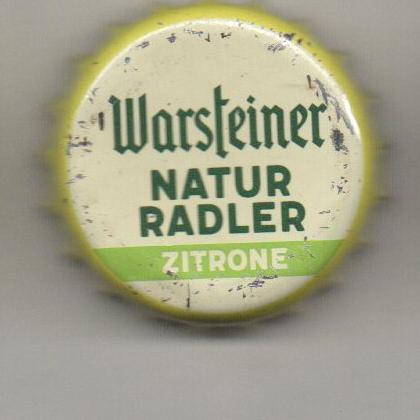 Warsteiner
NATUR
RADLER
ZITRONE